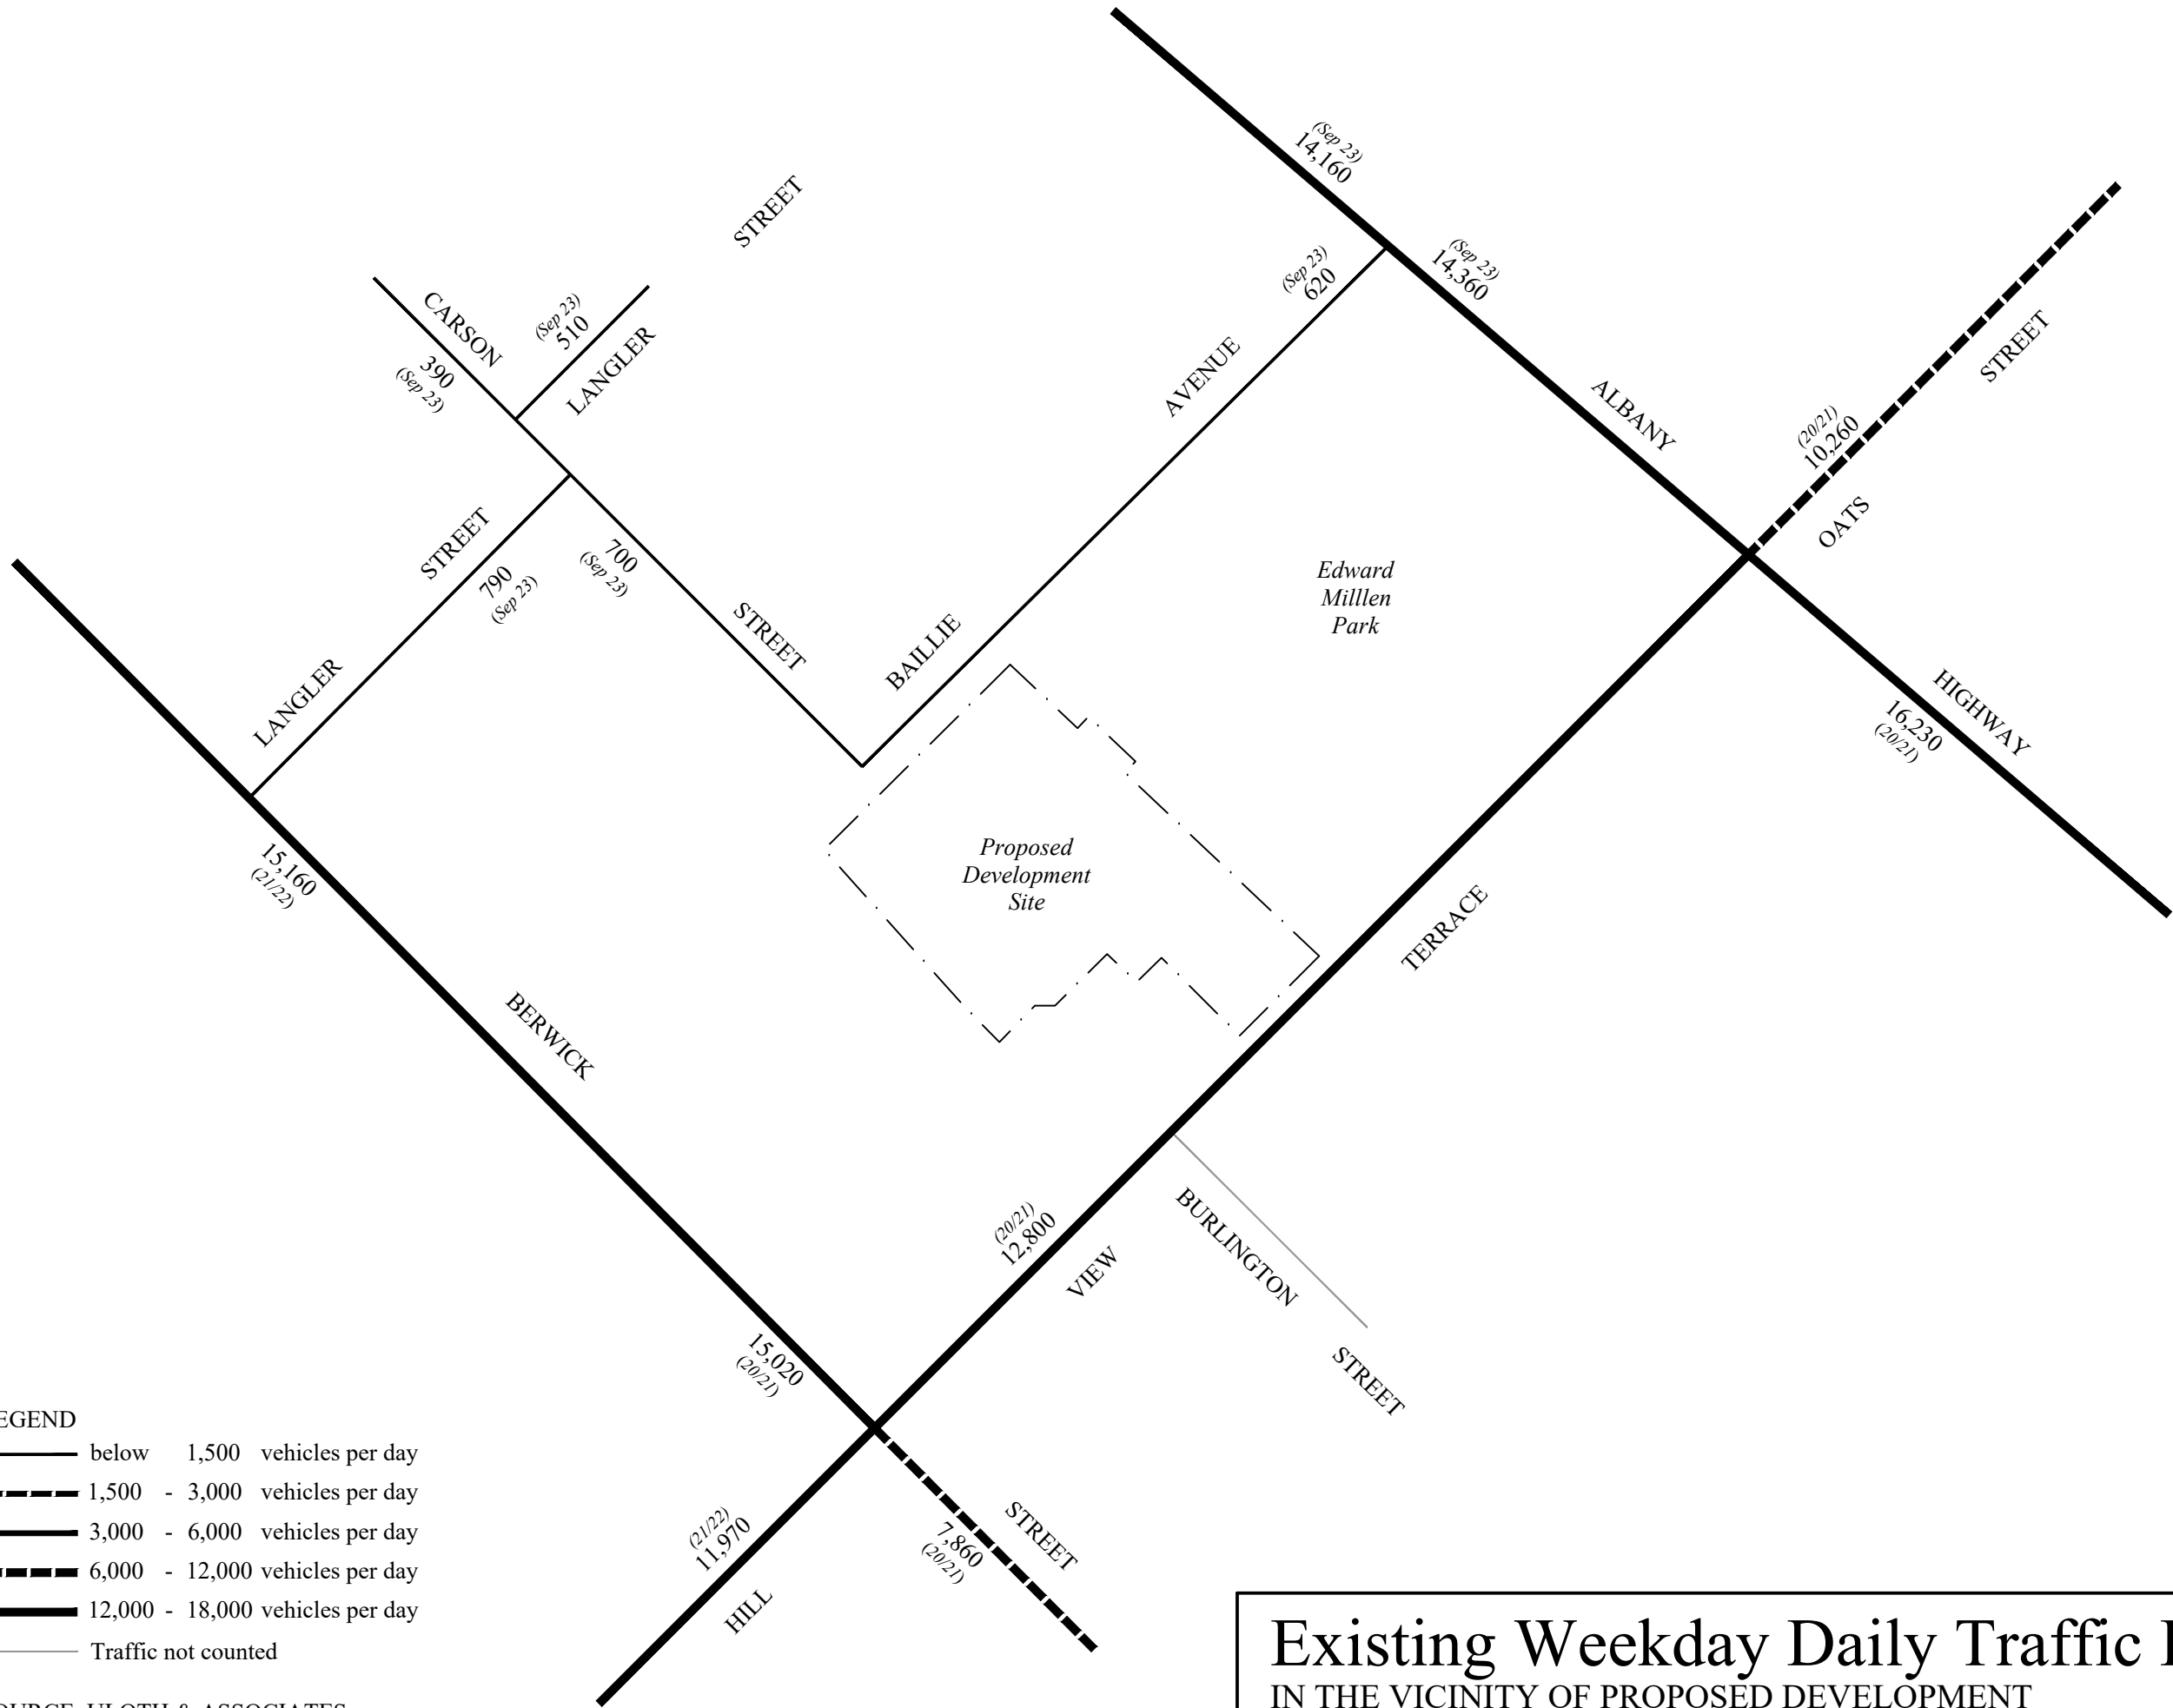 (Sep 23)
14,160
(Sep 23)
14,360
STREET
(Sep 23)
620
CARSON
(Sep 23)
510
390
(Sep 23)
LANGLER
AVENUE
STREET
ALBANY
(20/21)
10,260
OATS
STREET
790
(Sep 23)
700
(Sep 23)
Edward
Milllen
Park
LANGLER
STREET
BAILLIE
HIGHWAY
16,230
(20/21)
15,160
(21/22)
Proposed
Development
Site
TERRACE
BERWICK
(20/21)
12,800
VIEW
BURLINGTON
STREET
15,020
(20/21)
(21/22)
11,970
HILL
STREET
7,860
(20/21)
EGEND
below 1,500 vehicles per day
1,500 - 3,000 vehicles per day
3,000 - 6,000 vehicles per day
6,000 - 12,000 vehicles per day
12,000 - 18,000 vehicles per day
Traffic not counted
Existing Weekday Daily Traffic
IN THE VICINITY OF PROPOSED DEVELOPMENT